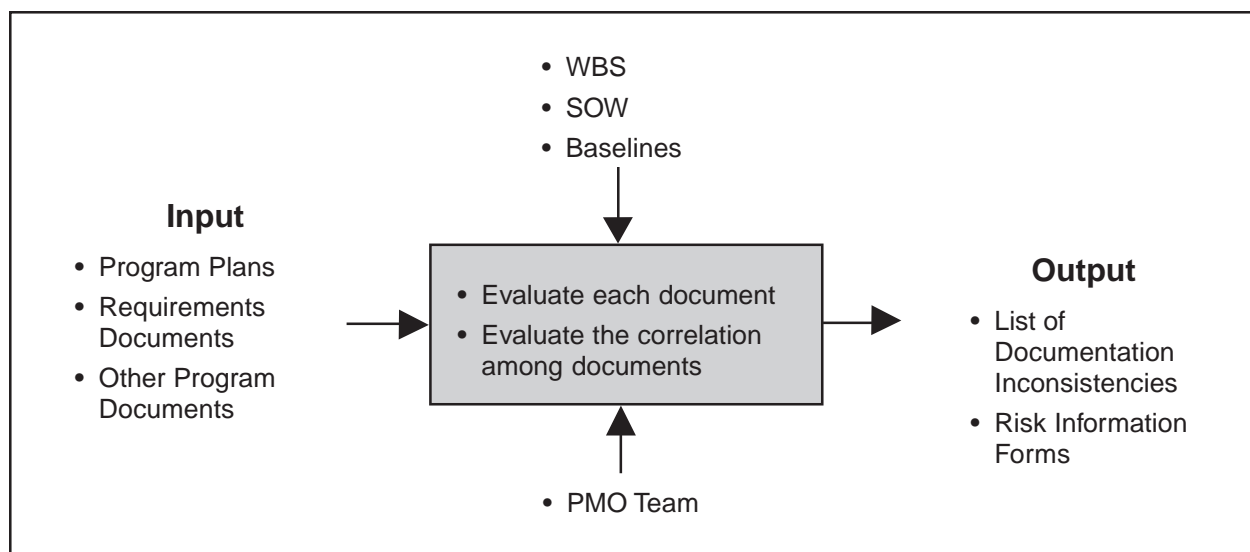 • WBS
• SOW
• Baselines
Input
• Program Plans
• Requirements
Documents
• Other Program
Documents
• Evaluate each document
• Evaluate the correlation
among documents
Output
• List of
Documentation
Inconsistencies
• Risk Information
Forms
• PMO Team